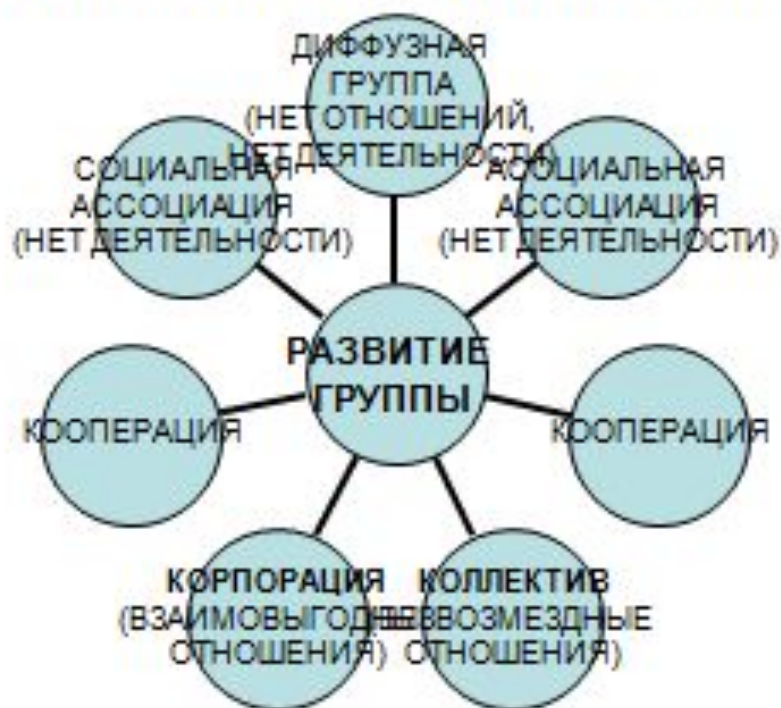 ДИФФУЗНАЯ
ГРУППА
(НЕТ ОТНОШЕНИЙ,
НЕТ ДЕЯТЕЛЬНОСТИ)
СОЦИАЛЬНАЯ
АССОЦИАЦИЯ
(НЕТ ДЕЯТЕЛЬНОСТИ)
АСОЦИАЛЬНАЯ
АССОЦИАЦИЯ
(НЕТ ДЕЯТЕЛЬНОСТИ)
РАЗВИТИЕ
ГРУППЫ
КООПЕРАЦИЯ
КООПЕРАЦИЯ
КОРПОРАЦИЯ
(ВЗАИМОВЫГОДНЫЕ
ОТНОШЕНИЯ)
КОЛЛЕКТИВ
(БЕЗВОЗМЕЗДНЫЕ
ОТНОШЕНИЯ)